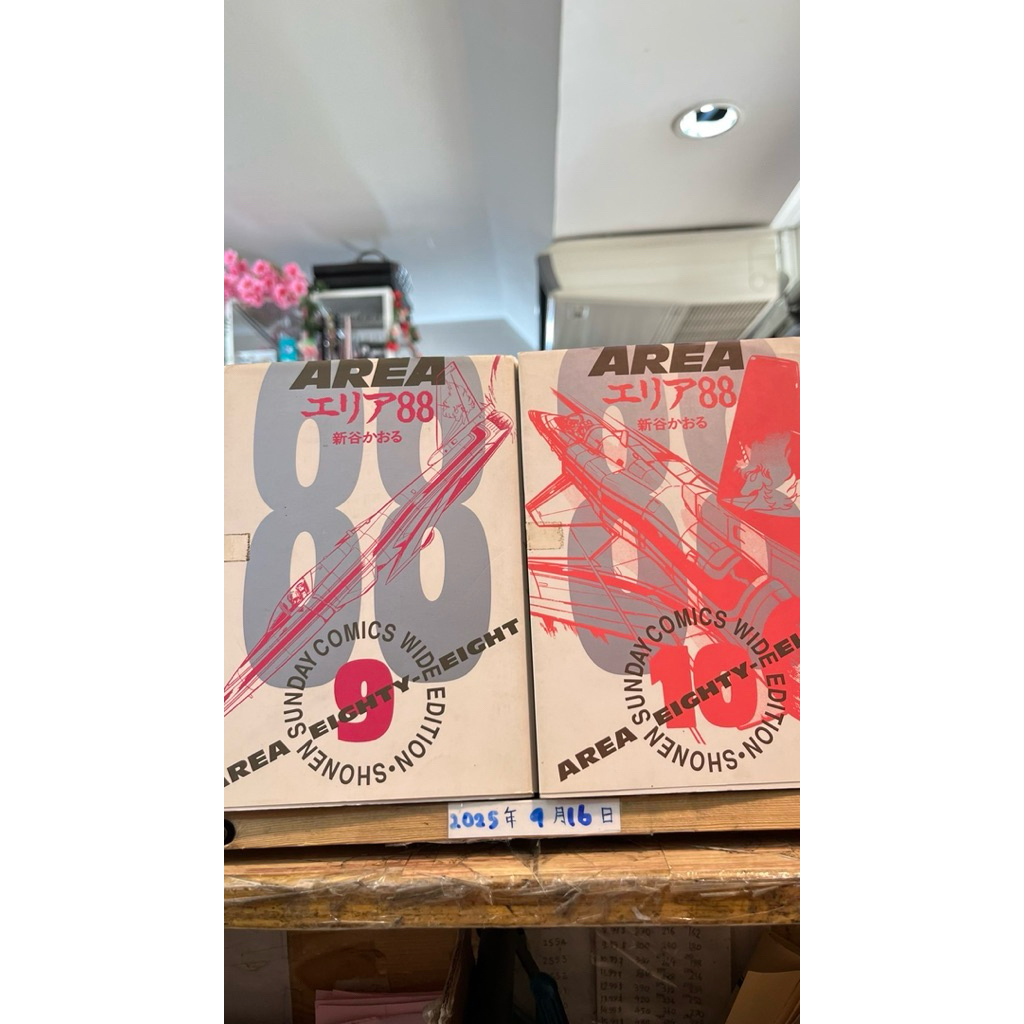 AREA
エリア88
新谷かおる
88
SUNDAY COMICS WIDE EDITION・SHONEN
9
AREA EIGHTY-EIGHT
AREA
エリア88
新谷かおる
88
SUNDAY COMICS WIDE EDITION・SHONEN
10
AREA EIGHTY-EI
2025年 9月16日